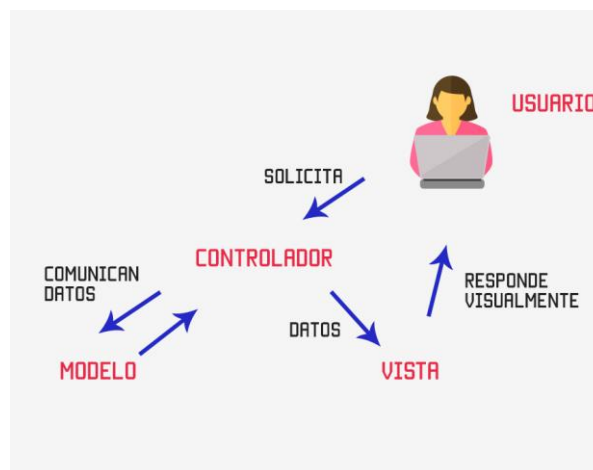 USUARIO
SOLICITA
CONTROLADOR
COMUNICAN
DATOS
RESPONDE
VISUALMENTE
DATOS
MODELO
VISTA